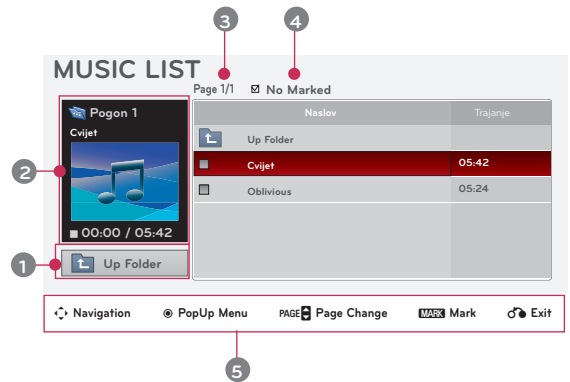 3 4
MUSIC LIST
Page 1/1 No Marked
Pogon 1
Cvijet
00:00 / 05:42
Up Folder
Naslov Trajanje
Up Folder
Cvijet 05:42
Oblivious 05:24
2
1
Navigation PopUp Menu PAGE Page Change MARK Mark Exit
5